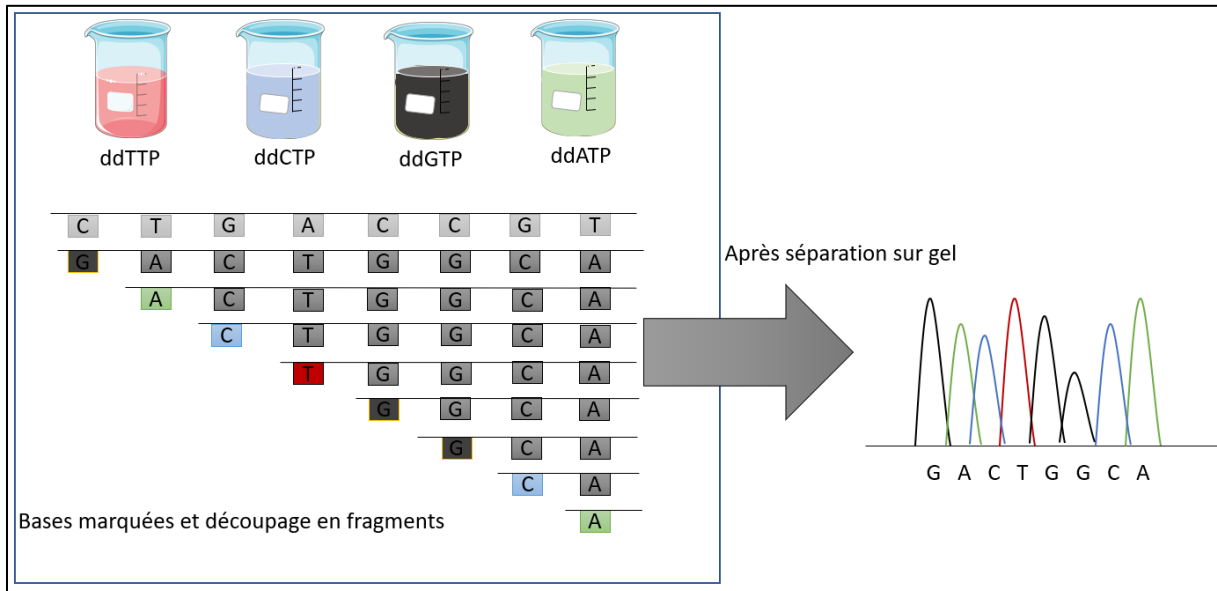 ddTTP ddCTP ddGTP ddATP
C T G A C C G T
G A C T G G C A
A C T G G C A
C T G G C A
T G G C A
G G C A
G C A
C A
A
Bases marquées et découpage en fragments
Après séparation sur gel
G A C T G G C A